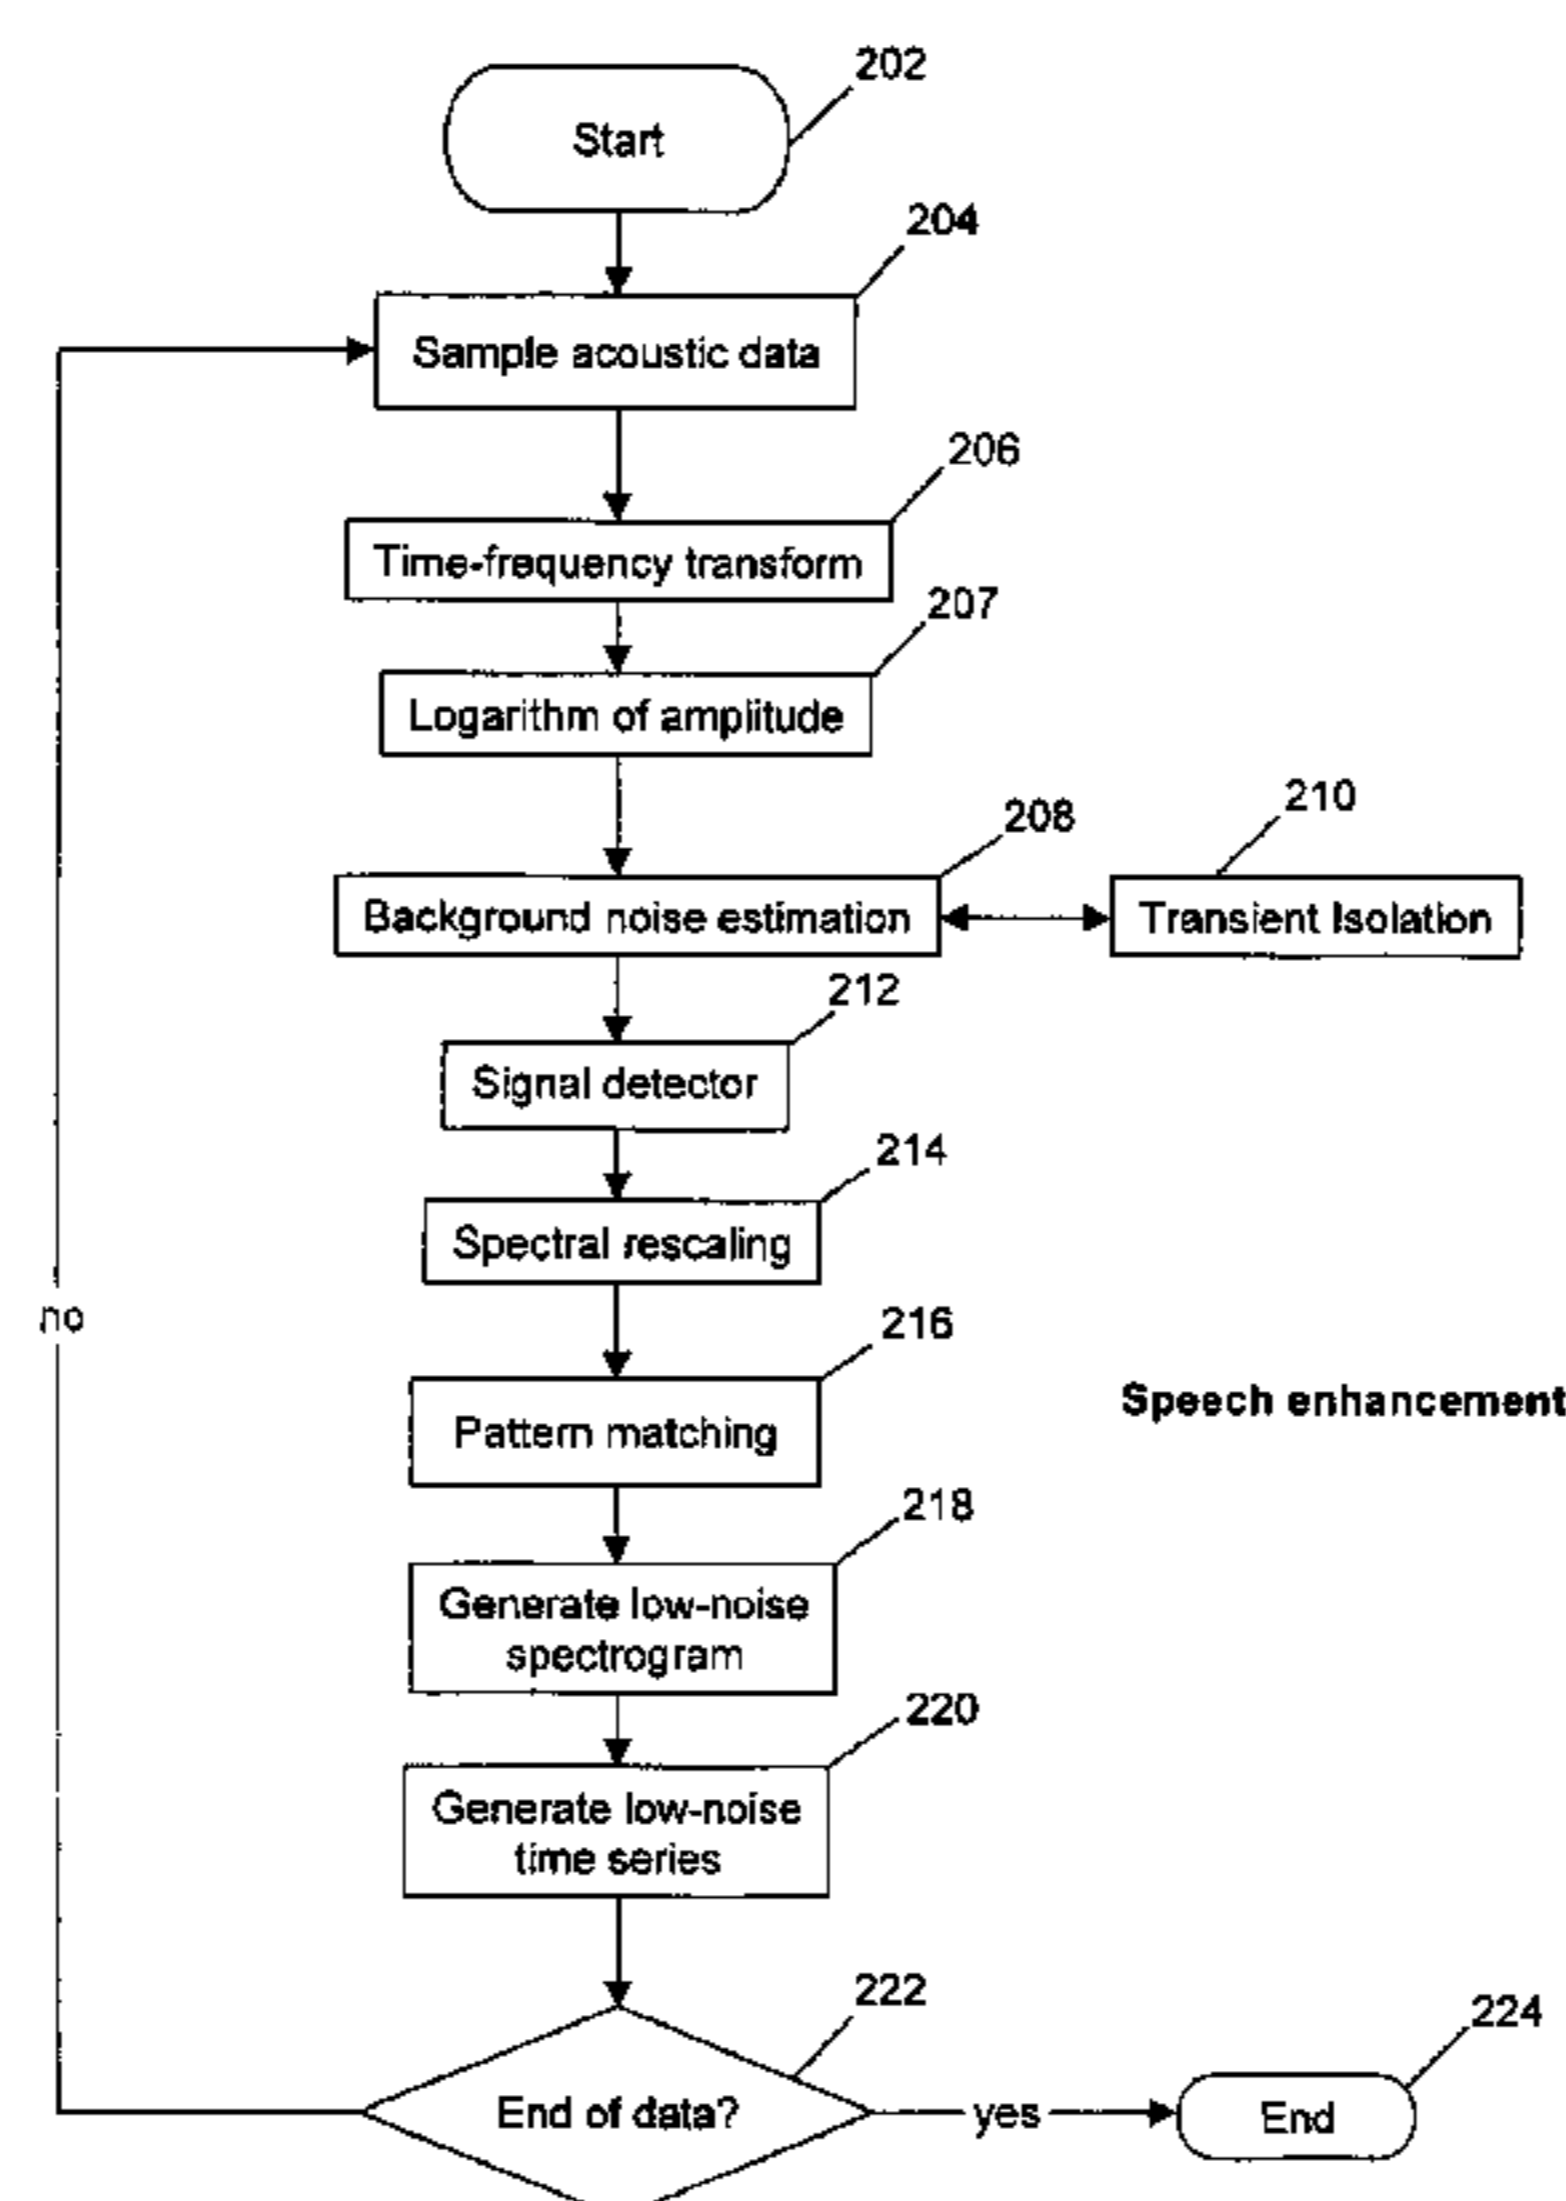 202
Start
204
Sample acoustic data
206
Time-frequency transform
207
Logarithm of amplitude
210
208
Background noise estimation
Transient Isolation
212
Signal detector
214
Spectral rescaling
no
216
Speech enhancement
Pattern matching
218
Generate low-noise
spectrogram
220
Generate low-noise
time series
222
224
End of data?
yes
End